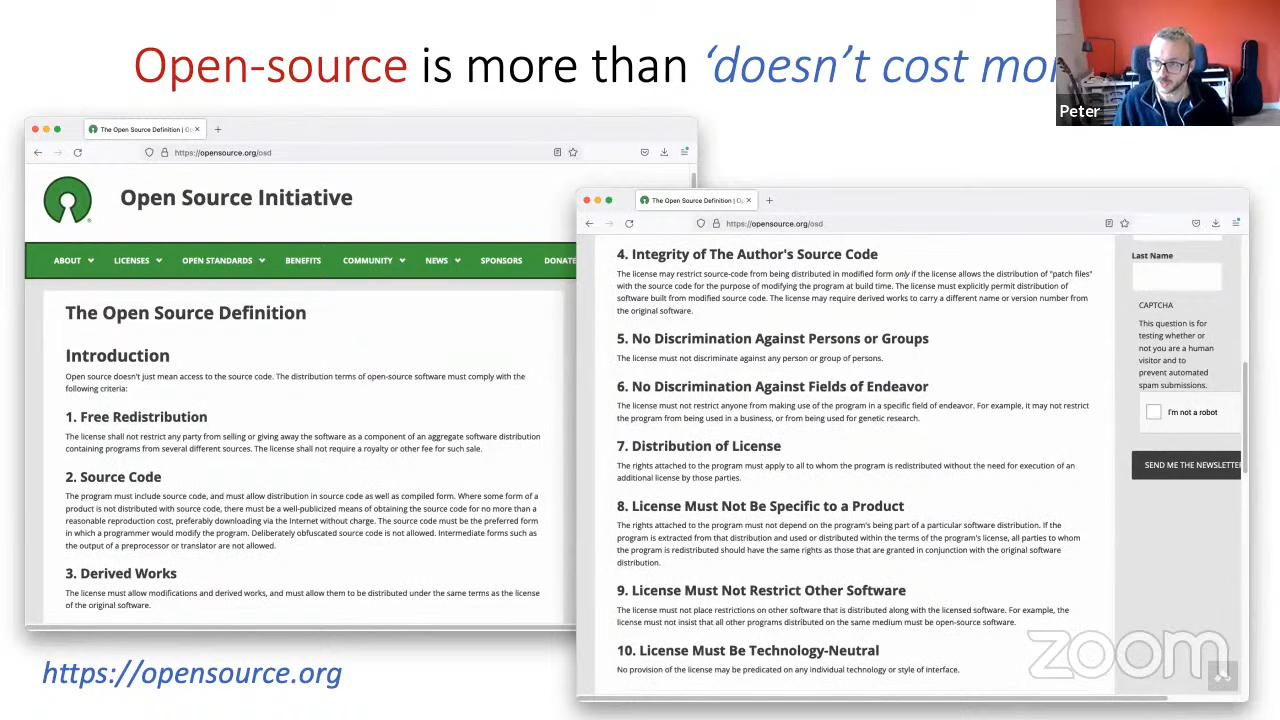 Open-source is more than ‘doesn’t cost mo
Peter
The Open Source Definition | O
https://opensource.org/osd
Open Source Initiative
ABOUT LICENSES OPEN STANDARDS BENEFITS COMMUNITY NEWS SPONSORS DONATE
The Open Source Definition
Introduction
Open source doesn't just mean access to the source code. The distribution terms of open-source software must comply with the
following criteria:
1. Free Redistribution
The license shall not restrict any party from selling or giving away the software as a component of an aggregate software distribution
containing programs from several different sources. The license shall not require a royalty or other fee for such sale.
2. Source Code
The program must include source code, and must allow distribution in source code as well as compiled form. Where some form of a
product is not distributed with source code, there must be a well-publicized means of obtaining the source code for no more than a
reasonable reproduction cost, preferably downloading via the Internet without charge. The source code must be the preferred form
in which a programmer would modify the program. Deliberately obfuscated source code is not allowed. Intermediate forms such as
the output of a preprocessor or translator are not allowed.
3. Derived Works
The license must allow modifications and derived works, and must allow them to be distributed under the same terms as the license
of the original software.
https://opensource.org
The Open Source Definition | O
https://opensource.org/osd
4. Integrity of The Author's Source Code
The license may restrict source-code from being distributed in modified form only if the license allows the distribution of "patch files"
with the source code for the purpose of modifying the program at build time. The license must explicitly permit distribution of
software built from modified source code. The license may require derived works to carry a different name or version number from
the original software.
5. No Discrimination Against Persons or Groups
The license must not discriminate against any person or group of persons.
6. No Discrimination Against Fields of Endeavor
The license must not restrict anyone from making use of the program in a specific field of endeavor. For example, it may not restrict
the program from being used in a business, or from being used for genetic research.
7. Distribution of License
The rights attached to the program must apply to all to whom the program is redistributed without the need for execution of an
additional license by those parties.
8. License Must Not Be Specific to a Product
The rights attached to the program must not depend on the program's being part of a particular software distribution. If the
program is extracted from that distribution and used or distributed within the terms of the program's license, all parties to whom
the program is redistributed should have the same rights as those that are granted in conjunction with the original software
distribution.
9. License Must Not Restrict Other Software
The license must not place restrictions on other software that is distributed along with the licensed software. For example, the
license must not insist that all other programs distributed on the same medium must be open-source software.
10. License Must Be Technology-Neutral
No provision of the license may be predicated on any individual technology or style of interface.
Last Name
CAPTCHA
This question is for
testing whether or
not you are a human
visitor and to
prevent automated
spam submissions.
I'm not a robot
SEND ME THE NEWSLETTER
zoom